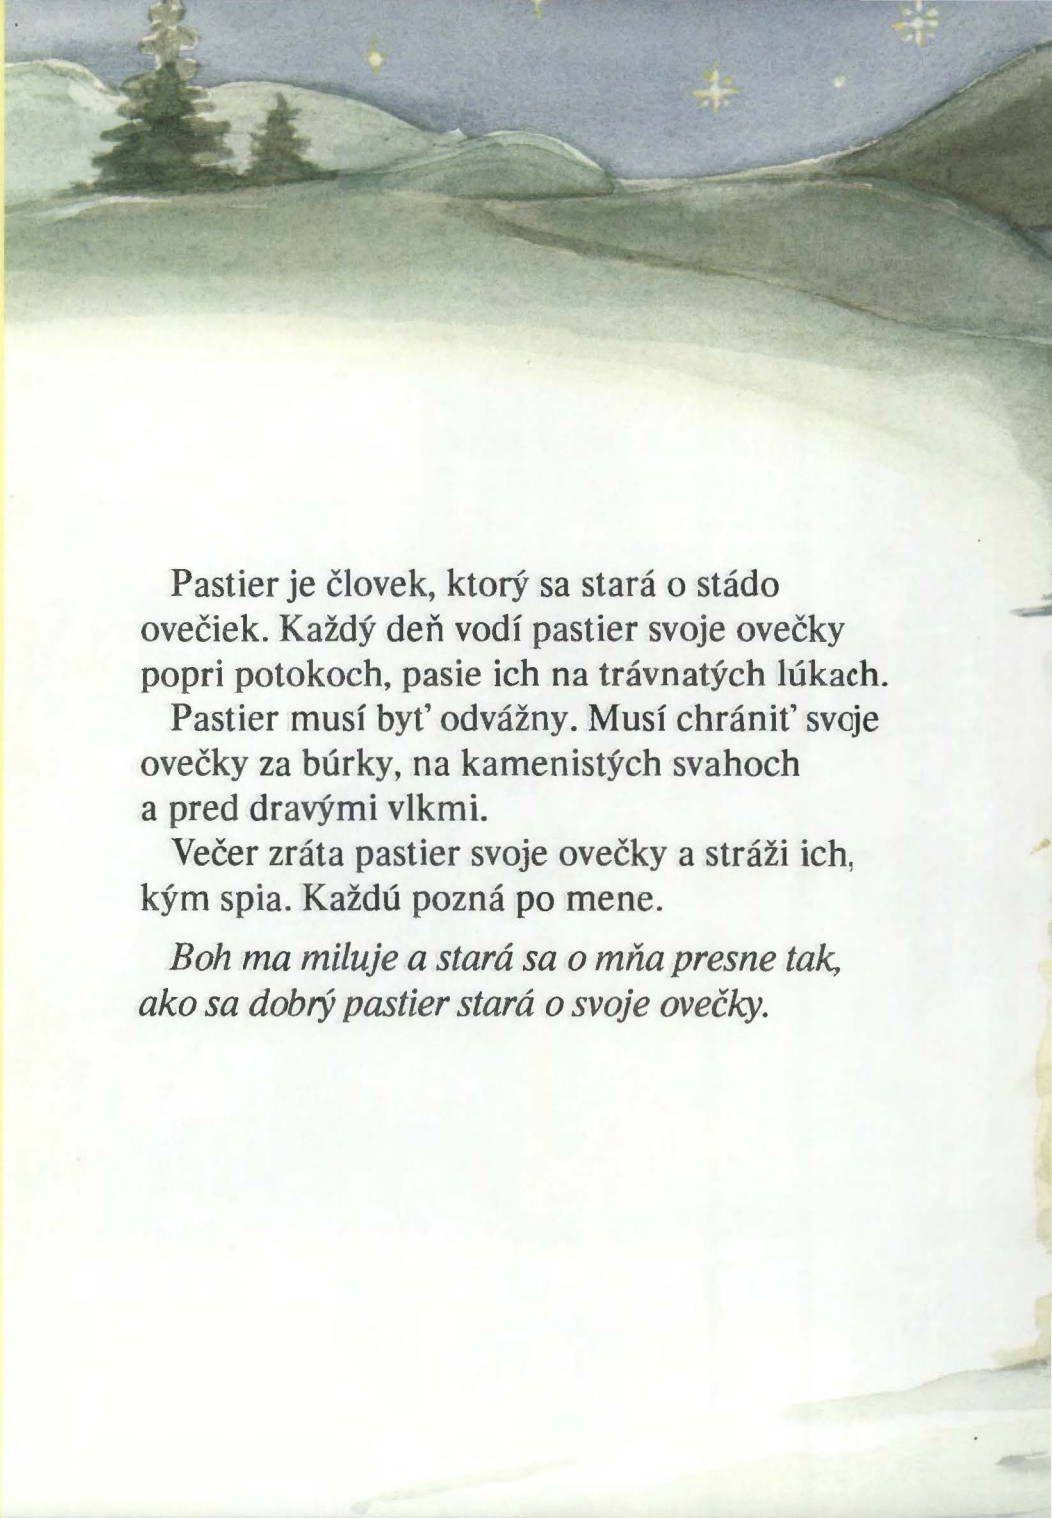 Pastier je človek, ktorý sa stará o stádo
ovečiek. Každý deň vodí pastier svoje ovečky
popri potokoch, pasie ich na trávnatých lúkach.
Pastier musí byť odvážny. Musí chrániť svoje
ovečky za búrky, na kamenistých svahoch
a pred dravými vlkmi.
Večer zráta pastier svoje ovečky a stráži ich,
kým spia. Každú pozná po mene.
Boh ma miluje a stará sa o mňa presne tak,
ako sa dobrý pastier stará o svoje ovečky.